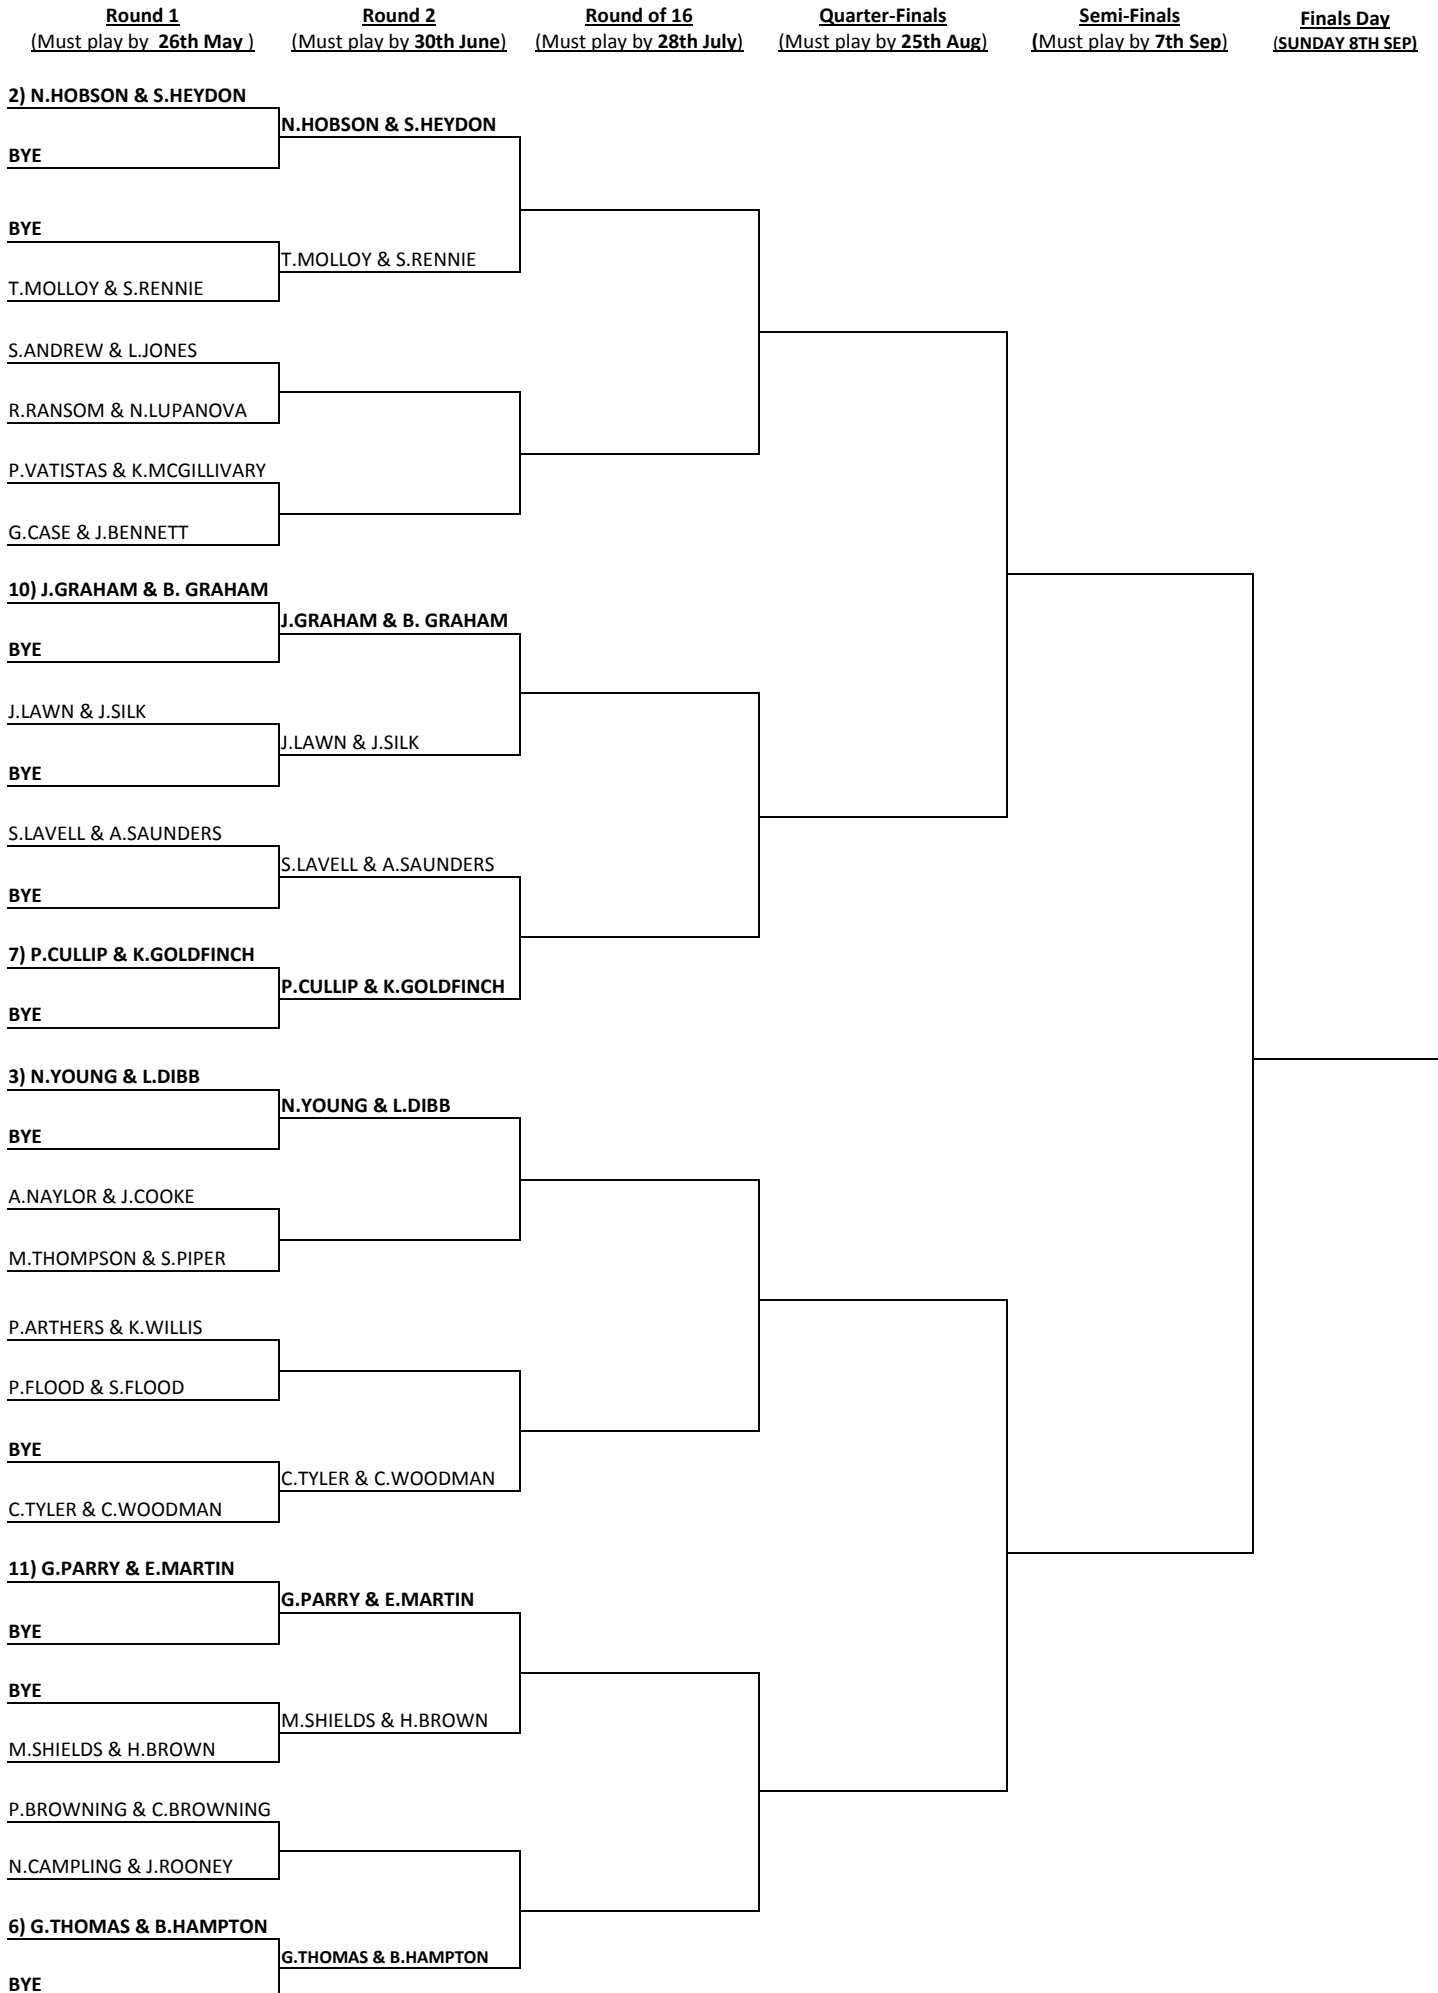 Round 1 Round 2 Round of 16 Quarter-Finals Semi-Finals Finals Day
(Must play by 26th May ) (Must play by 30th June) (Must play by 28th July) (Must play by 25th Aug) (Must play by 7th Sep) (SUNDAY 8TH SEP)
2) N.HOBSON & S.HEYDON
N.HOBSON & S.HEYDON
BYE
BYE
T.MOLLOY & S.RENNIE
T.MOLLOY & S.RENNIE
S.ANDREW & L.JONES
R.RANSOM & N.LUPANOVA
P.VATISTAS & K.MCGILLIVARY
G.CASE & J.BENNETT
10) J.GRAHAM & B. GRAHAM
J.GRAHAM & B. GRAHAM
BYE
J.LAWN & J.SILK
J.LAWN & J.SILK
BYE
S.LAVELL & A.SAUNDERS
S.LAVELL & A.SAUNDERS
BYE
7) P.CULLIP & K.GOLDFINCH
P.CULLIP & K.GOLDFINCH
BYE
3) N.YOUNG & L.DIBB
N.YOUNG & L.DIBB
BYE
A.NAYLOR & J.COOKE
M.THOMPSON & S.PIPER
P.ARTHERS & K.WILLIS
P.FLOOD & S.FLOOD
BYE
C.TYLER & C.WOODMAN
C.TYLER & C.WOODMAN
11) G.PARRY & E.MARTIN
G.PARRY & E.MARTIN
BYE
BYE
M.SHIELDS & H.BROWN
M.SHIELDS & H.BROWN
P.BROWNING & C.BROWNING
N.CAMPLING & J.ROONEY
6) G.THOMAS & B.HAMPTON
G.THOMAS & B.HAMPTON
BYE